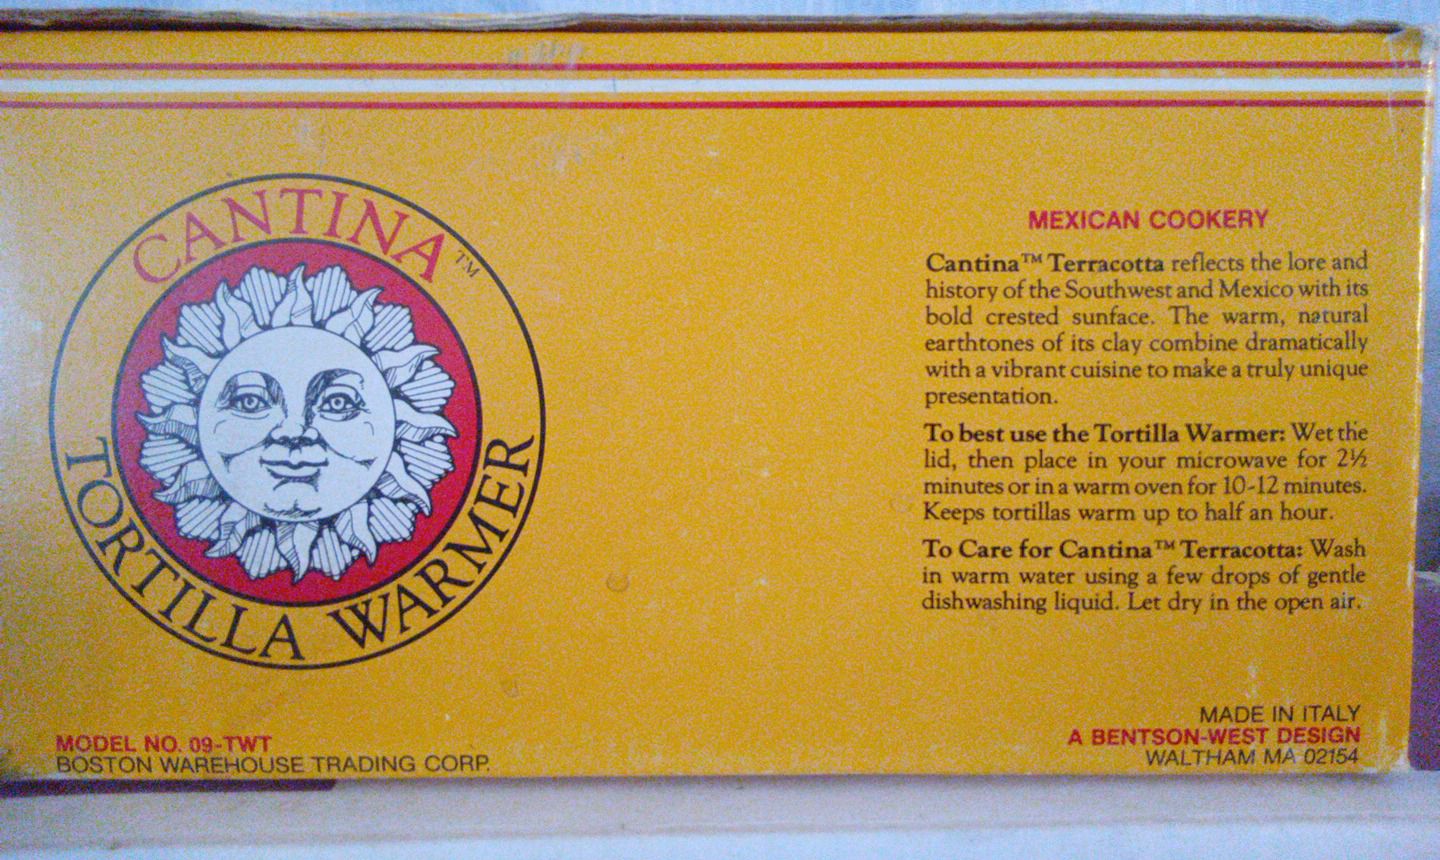 CANTINA™
TORTILLA WARMER
MODEL NO. 09-TWT
BOSTON WAREHOUSE TRADING CORP.
MEXICAN COOKERY
Cantina™ Terracotta reflects the lore and
history of the Southwest and Mexico with its
bold crested sunface. The warm, natural
earthtones of its clay combine dramatically
with a vibrant cuisine to make a truly unique
presentation.
To best use the Tortilla Warmer: Wet the
lid, then place in your microwave for 2½
minutes or in a warm oven for 10-12 minutes.
Keeps tortillas warm up to half an hour.
To Care for Cantina™ Terracotta: Wash
in warm water using a few drops of gentle
dishwashing liquid. Let dry in the open air.
MADE IN ITALY
A BENTSON-WEST DESIGN
WALTHAM MA 02154